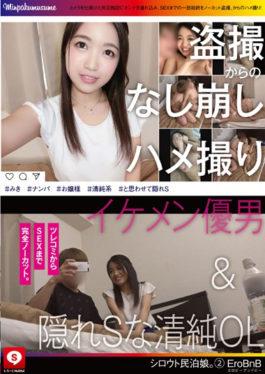 Minpakumusume
盗撮
からの
なし崩し
ハメ撮り
#みき #ナンパ #お嬢様 #清純系 #と思わせて隠れS
イケメン優男
ツレコミから
SEXまで
完全ノーカット。
&
隠れSな清純OL
シロウト民泊娘。② EroBnB
S